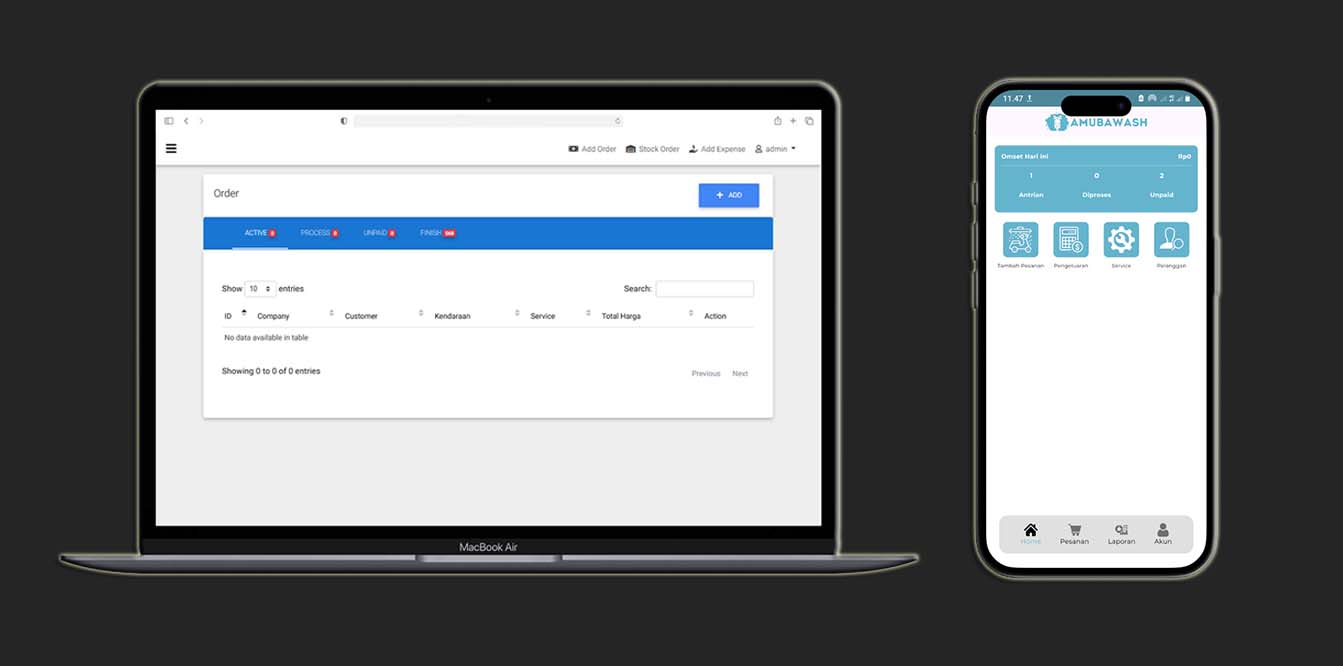 Add Order Stock Order Add Expense admin
Order
ADD
ACTIVE 0 PROCESS 0 UNPAID 0 FINISH
Show 10 entries Search:
ID Company Customer Kendaraan Service Total Harga Action
No data available in table
Showing 0 to 0 of 0 entries
Previous Next
MacBook Air
11.47
AMUBAWASH
Omset Hari ini Rp0
1 0 2
Antrian Diproses Unpaid
Tambah Pesanan Pengeluaran Service Pelanggan
Home Pesanan Laporan Akun